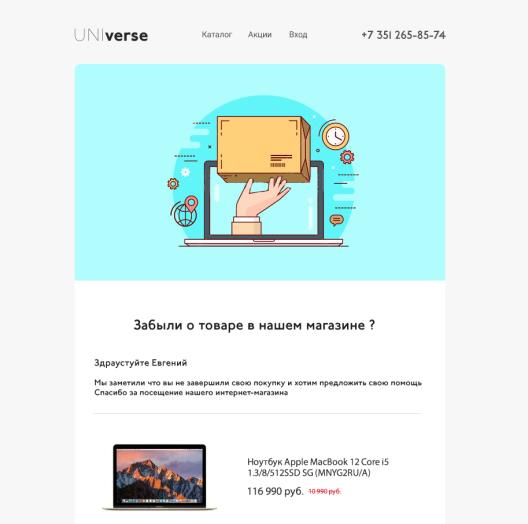 UNIverse
Каталог Акции Вход
+7 351 265-85-74
Забыли о товаре в нашем магазине ?
Здраустуйте Евгений
Мы заметили что вы не завершили свою покупку и хотим предложить свою помощь
Спасибо за посещение нашего интернет-магазина
Ноутбук Apple MacBook 12 Core i5
1.3/8/512SSD SG (MNYG2RU/A)
116 990 руб. 10 990 руб.